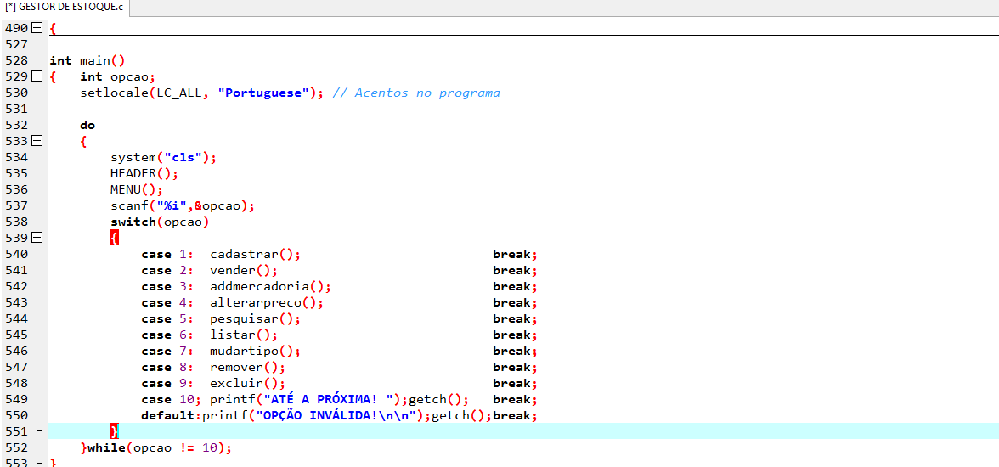 [*] GESTOR DE ESTOQUE.c
490 {
527
528 int main()
529 { int opcao;
530 setlocale(LC_ALL, "Portuguese"); // Acentos no programa
531
532 do
533 {
534 system("cls");
535 HEADER();
536 MENU();
537 scanf("%i",&opcao);
538 switch(opcao)
539 {
540 case 1: cadastrar(); break;
541 case 2: vender(); break;
542 case 3: addmercadoria(); break;
543 case 4: alterarpreco(); break;
544 case 5: pesquisar(); break;
545 case 6: listar(); break;
546 case 7: mudartipo(); break;
547 case 8: remover(); break;
548 case 9: excluir(); break;
549 case 10; printf("ATÉ A PRÓXIMA! ");getch(); break;
550 default:printf("OPÇÃO INVÁLIDA!\n\n");getch();break;
551 }
552 }while(opcao != 10);
553 }